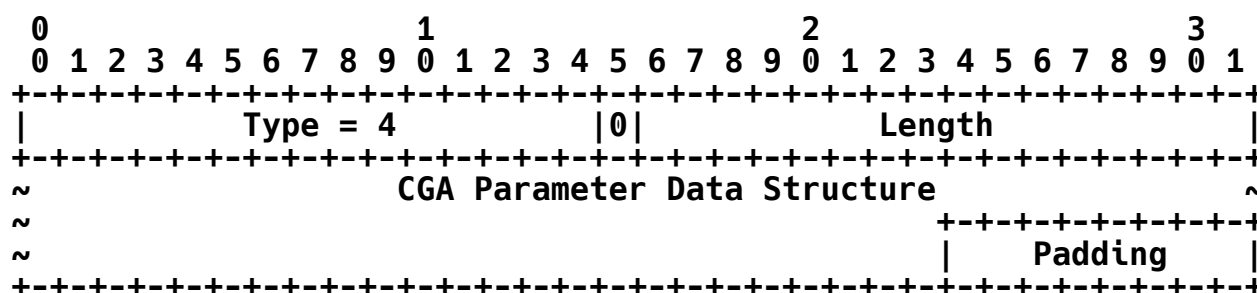 0                   1                   2                   3
 0 1 2 3 4 5 6 7 8 9 0 1 2 3 4 5 6 7 8 9 0 1 2 3 4 5 6 7 8 9 0 1
+-+-+-+-+-+-+-+-+-+-+-+-+-+-+-+-+-+-+-+-+-+-+-+-+-+-+-+-+-+-+-+-+
|           Type = 4          |0|            Length             |
+-+-+-+-+-+-+-+-+-+-+-+-+-+-+-+-+-+-+-+-+-+-+-+-+-+-+-+-+-+-+-+-+
~                   CGA Parameter Data Structure                ~
~                                               +-+-+-+-+-+-+-+-+
~                                               |    Padding    |
+-+-+-+-+-+-+-+-+-+-+-+-+-+-+-+-+-+-+-+-+-+-+-+-+-+-+-+-+-+-+-+-+